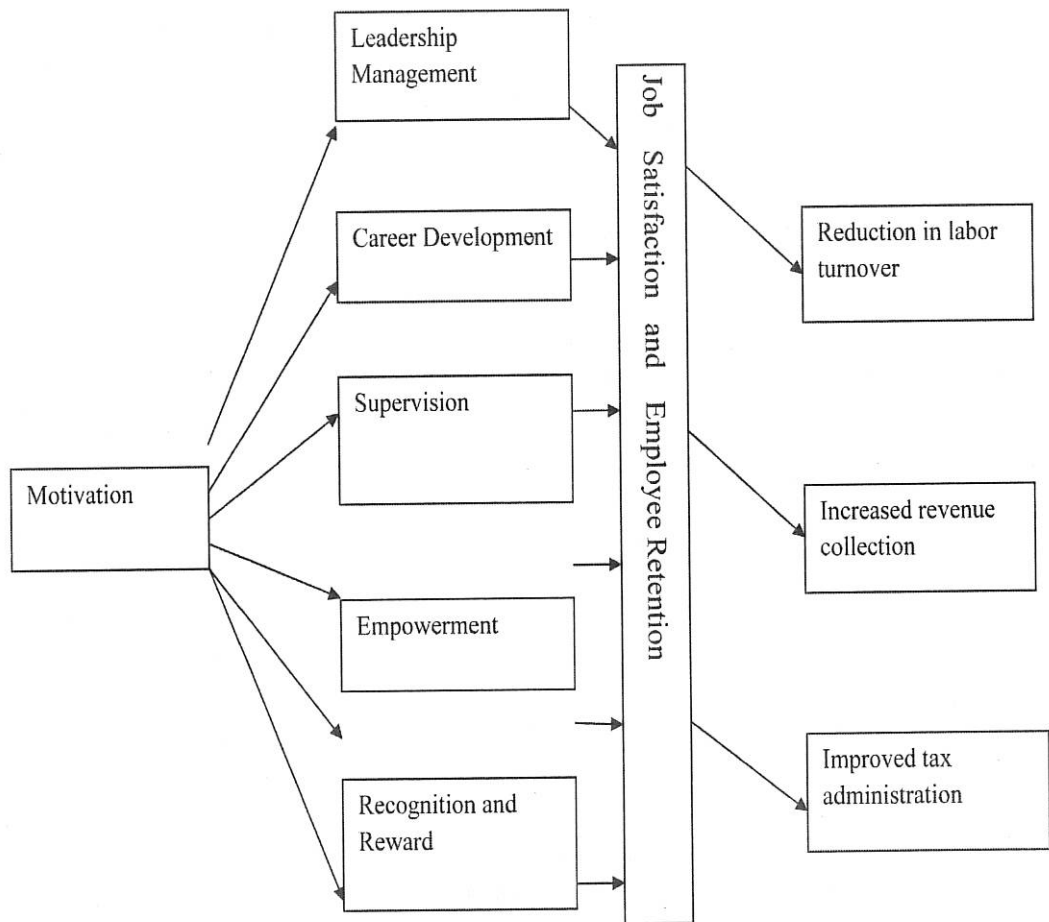 Leadership
Management
Career Development
Supervision
Motivation
Empowerment
Recognition and
Reward
Job Satisfaction and Employee Retention
Reduction in labor
turnover
Increased revenue
collection
Improved tax
administration